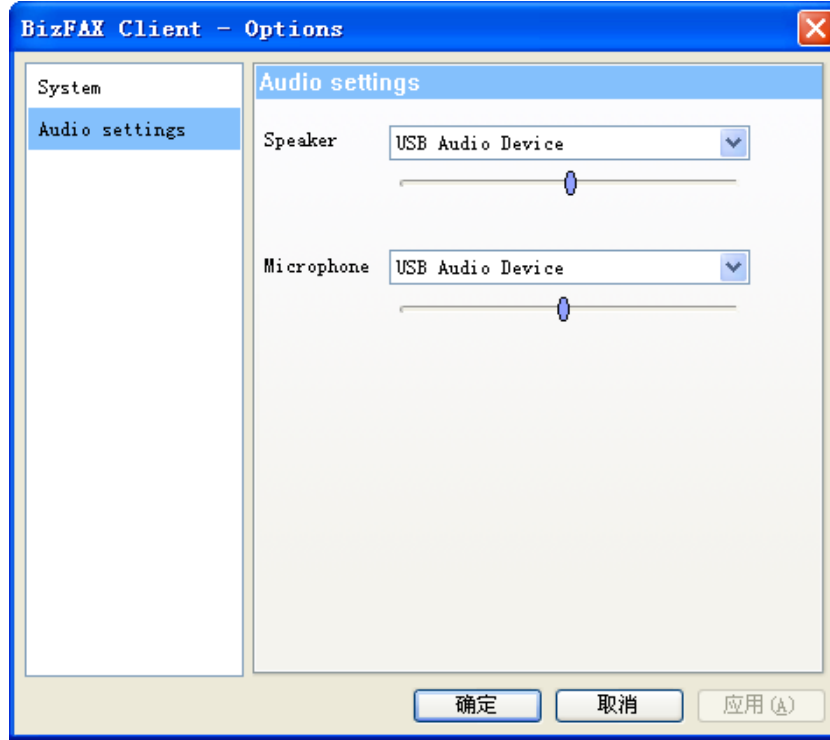 BizFAX Client - Options
System
Audio settings
Audio settings
Speaker
USB Audio Device
Microphone
USB Audio Device
确定
取消
应用(A)